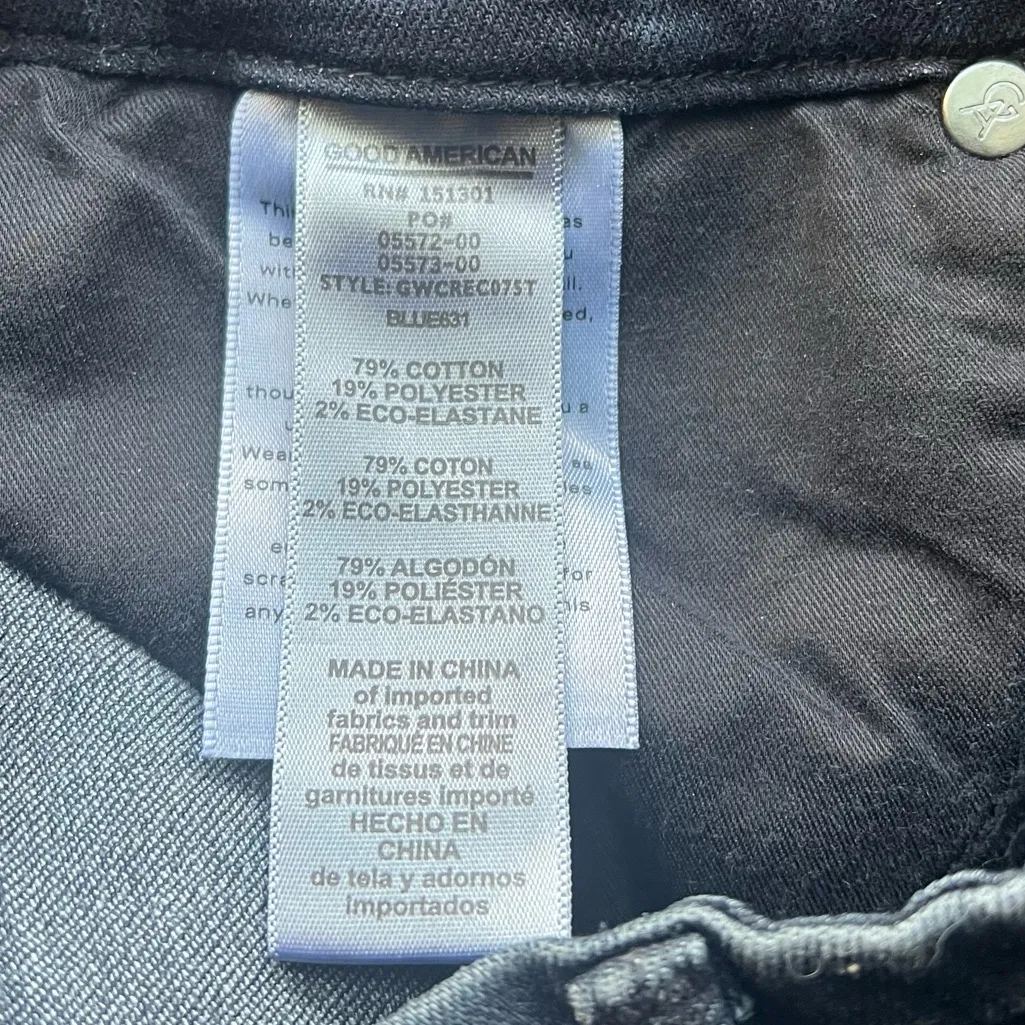 GOOD AMERICAN
RN# 151301
PO#
05572-00
05573-00
STYLE: GWCREC075T
BLUE631
79% COTTON
19% POLYESTER
2% ECO-ELASTANE
79% COTON
19% POLYESTER
2% ECO-ELASTHANNE
79% ALGODÓN
19% POLIÉSTER
2% ECO-ELASTANO
MADE IN CHINA
of imported
fabrics and trim
FABRIQUÉ EN CHINE
de tissus et de
garnitures importé
HECHO EN
CHINA
de tela y adornos
importados